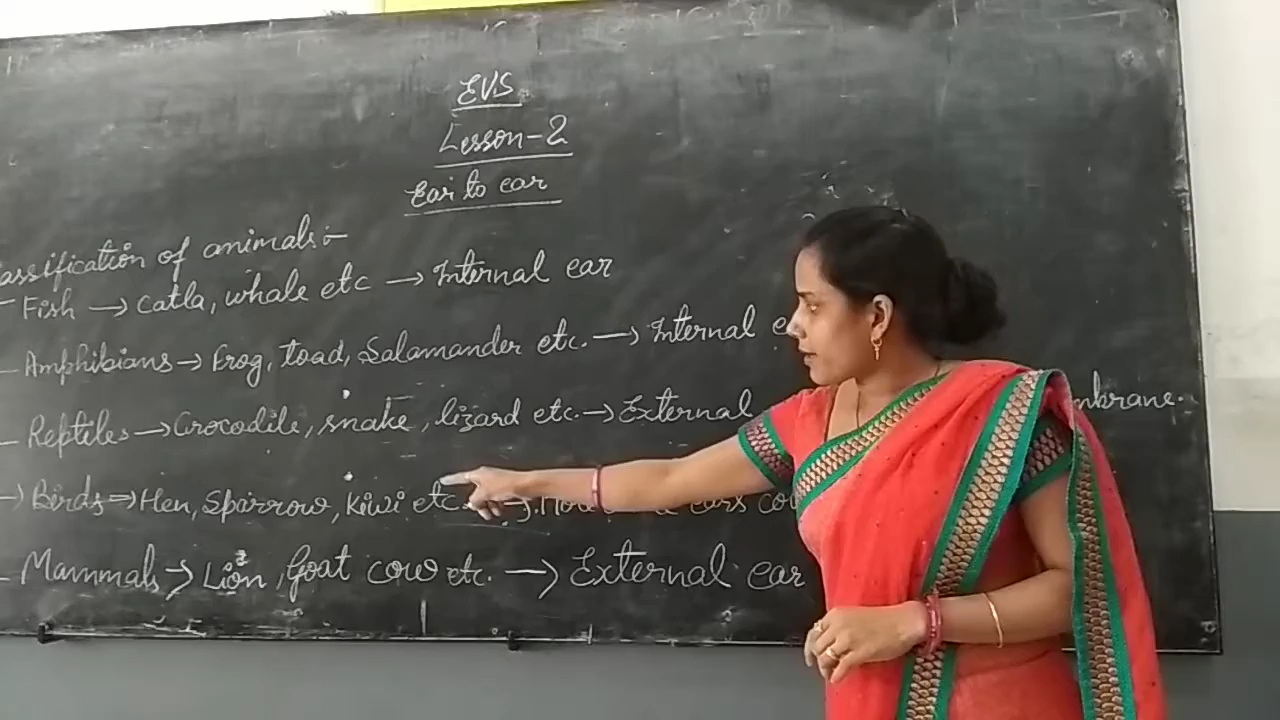 EVS
Lesson-2
Ear to ear
assification of animals:-
- Fish → Catla, whale etc → Internal ear
- Amphibians → Frog, toad, Salamander etc. → Internal
- Reptiles → Crocodile, snake, lizard etc. → External mbrane.
→ Birds ⇒ Hen, Sparrow, Kiwi etc. → ears
- Mammals → Lion, Goat cow etc. → External ear